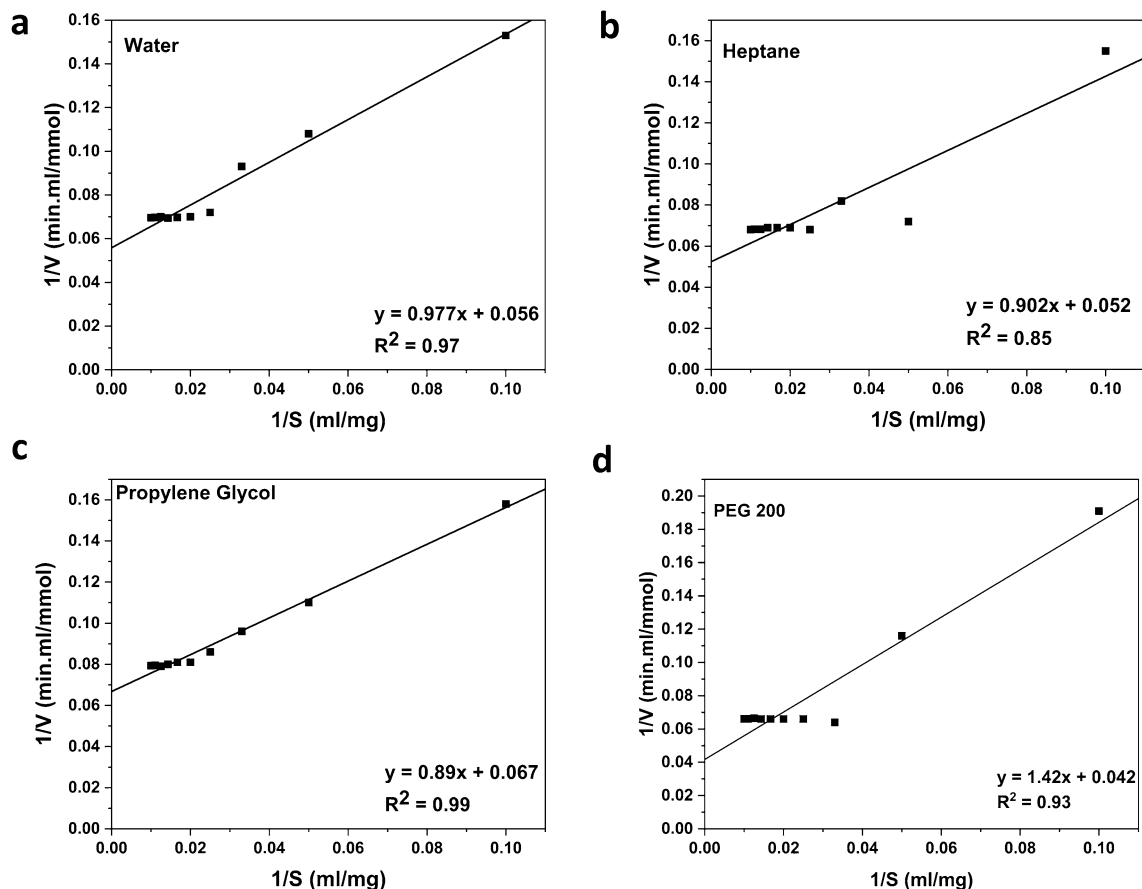 a
Water
0.16
0.14
0.12
0.10
0.08
0.06
0.04
0.02
0.00
1/V (min.ml/mmol)
y = 0.977x + 0.056
R² = 0.97
0.00 0.02 0.04 0.06 0.08 0.10
1/S (ml/mg)
b
Heptane
0.16
0.14
0.12
0.10
0.08
0.06
0.04
0.02
0.00
1/V (min.ml/mmol)
y = 0.902x + 0.052
R² = 0.85
0.00 0.02 0.04 0.06 0.08 0.10
1/S (ml/mg)
c
Propylene Glycol
0.16
0.14
0.12
0.10
0.08
0.06
0.04
0.02
0.00
1/V (min.ml/mmol)
y = 0.89x + 0.067
R² = 0.99
0.00 0.02 0.04 0.06 0.08 0.10
1/S (ml/mg)
d
PEG 200
0.20
0.18
0.16
0.14
0.12
0.10
0.08
0.06
0.04
0.02
0.00
1/V (min.ml/mmol)
y = 1.42x + 0.042
R² = 0.93
0.00 0.02 0.04 0.06 0.08 0.10
1/S (ml/mg)